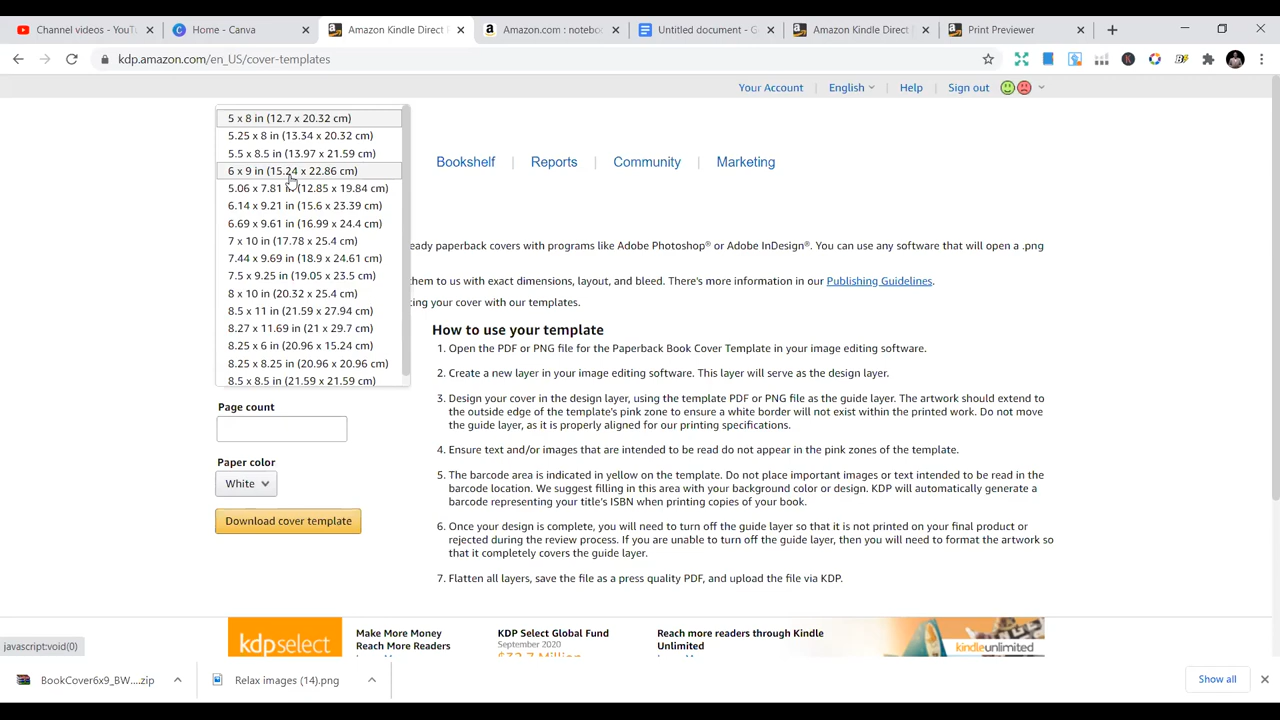 Channel videos - YouTu
Home - Canva
Amazon Kindle Direct P
Amazon.com : noteboo
Untitled document - G
Amazon Kindle Direct P
Print Previewer
kdp.amazon.com/en_US/cover-templates
Your Account
English
Help
Sign out
Bookshelf
Reports
Community
Marketing
5 x 8 in (12.7 x 20.32 cm)
5.25 x 8 in (13.34 x 20.32 cm)
5.5 x 8.5 in (13.97 x 21.59 cm)
6 x 9 in (15.24 x 22.86 cm)
5.06 x 7.81 in (12.85 x 19.84 cm)
6.14 x 9.21 in (15.6 x 23.39 cm)
6.69 x 9.61 in (16.99 x 24.4 cm)
7 x 10 in (17.78 x 25.4 cm)
7.44 x 9.69 in (18.9 x 24.61 cm)
7.5 x 9.25 in (19.05 x 23.5 cm)
8 x 10 in (20.32 x 25.4 cm)
8.5 x 11 in (21.59 x 27.94 cm)
8.27 x 11.69 in (21 x 29.7 cm)
8.25 x 6 in (20.96 x 15.24 cm)
8.25 x 8.25 in (20.96 x 20.96 cm)
8.5 x 8.5 in (21.59 x 21.59 cm)
eady paperback covers with programs like Adobe Photoshop® or Adobe InDesign®. You can use any software that will open a .png
hem to us with exact dimensions, layout, and bleed. There's more information in our Publishing Guidelines.
cing your cover with our templates.
Page count
Paper color
White
Download cover template
How to use your template
1. Open the PDF or PNG file for the Paperback Book Cover Template in your image editing software.
2. Create a new layer in your image editing software. This layer will serve as the design layer.
3. Design your cover in the design layer, using the template PDF or PNG file as the guide layer. The artwork should extend to
the outside edge of the template's pink zone to ensure a white border will not exist within the printed work. Do not move
the guide layer, as it is properly aligned for our printing specifications.
4. Ensure text and/or images that are intended to be read do not appear in the pink zones of the template.
5. The barcode area is indicated in yellow on the template. Do not place important images or text intended to be read in the
barcode location. We suggest filling in this area with your background color or design. KDP will automatically generate a
barcode representing your title's ISBN when printing copies of your book.
6. Once your design is complete, you will need to turn off the guide layer so that it is not printed on your final product or
rejected during the review process. If you are unable to turn off the guide layer, then you will need to format the artwork so
that it completely covers the guide layer.
7. Flatten all layers, save the file as a press quality PDF, and upload the file via KDP.
kdpselect
Make More Money
Reach More Readers
KDP Select Global Fund
September 2020
Reach more readers through Kindle
Unlimited
kindleunlimited
javascript:void(0)
BookCover6x9_BW....zip
Relax images (14).png
Show all